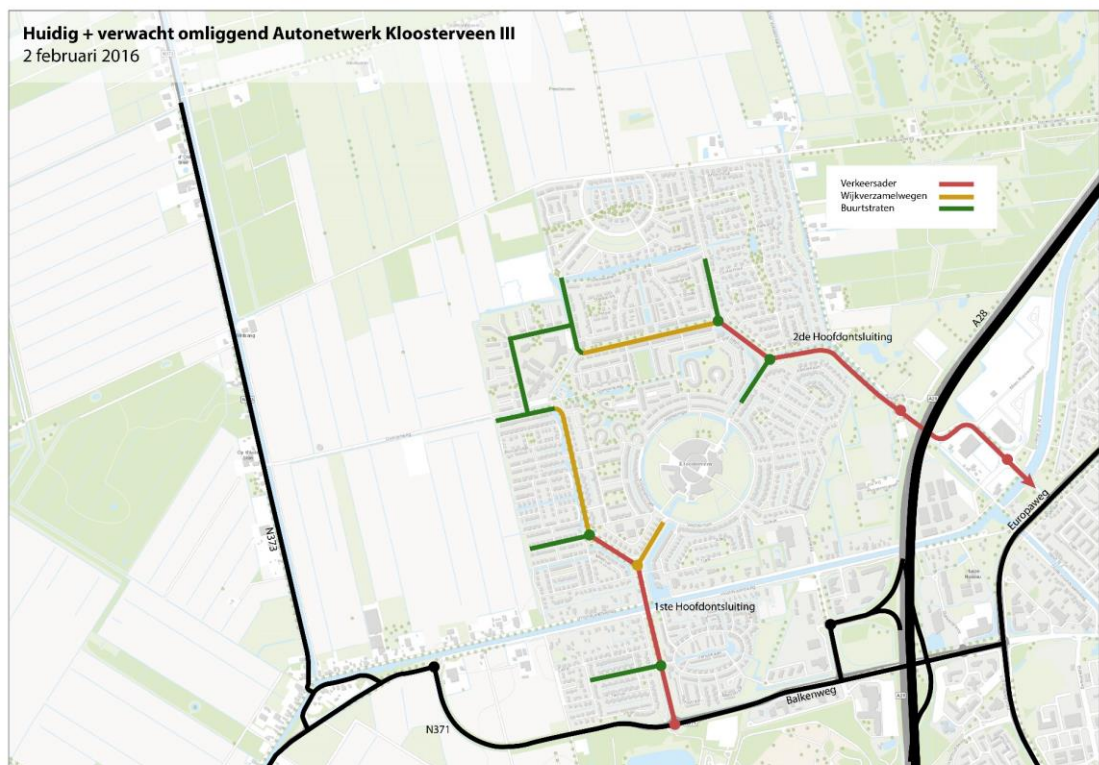 Huidig + verwacht omliggend Autonetwerk Kloosterveen III
2 februari 2016
Verkeersader
Wijkverzamelwegen
Buurtstraten
A28
2de Hoofdontsluiting
Europaweg
N373
1ste Hoofdontsluiting
Balkenweg
N371